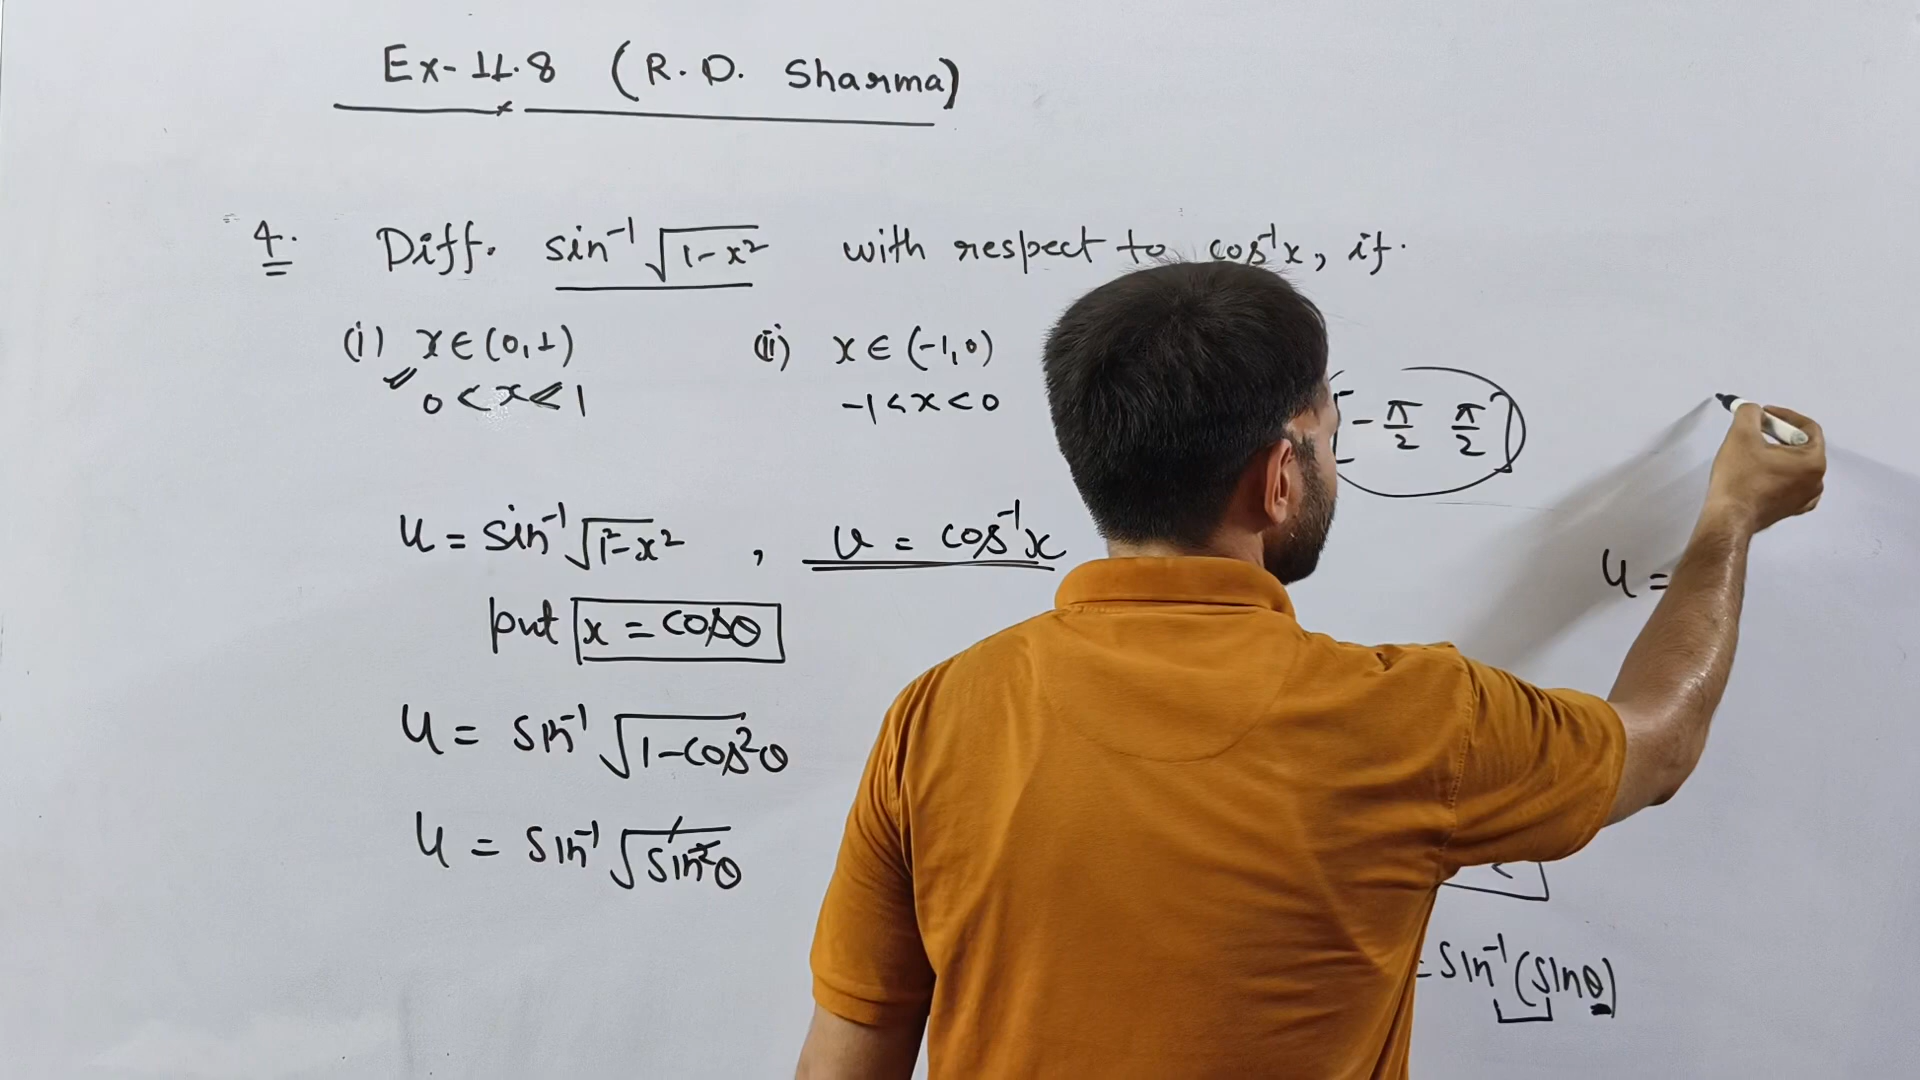 Ex-11.8 (R.D. Sharma)
4. Diff. sin⁻¹ √1-x² with respect to cos⁻¹x, if.
(i) x∈(0,1) (ii) x∈(-1,0)
0<x<1 -1<x<0
[-π/2 π/2]
u = sin⁻¹√1²-x² , v = cos⁻¹x
u =
put x = cosθ
u = sin⁻¹ √1-cos²θ
u = sin⁻¹ √sin²θ
= sin⁻¹(sinθ)